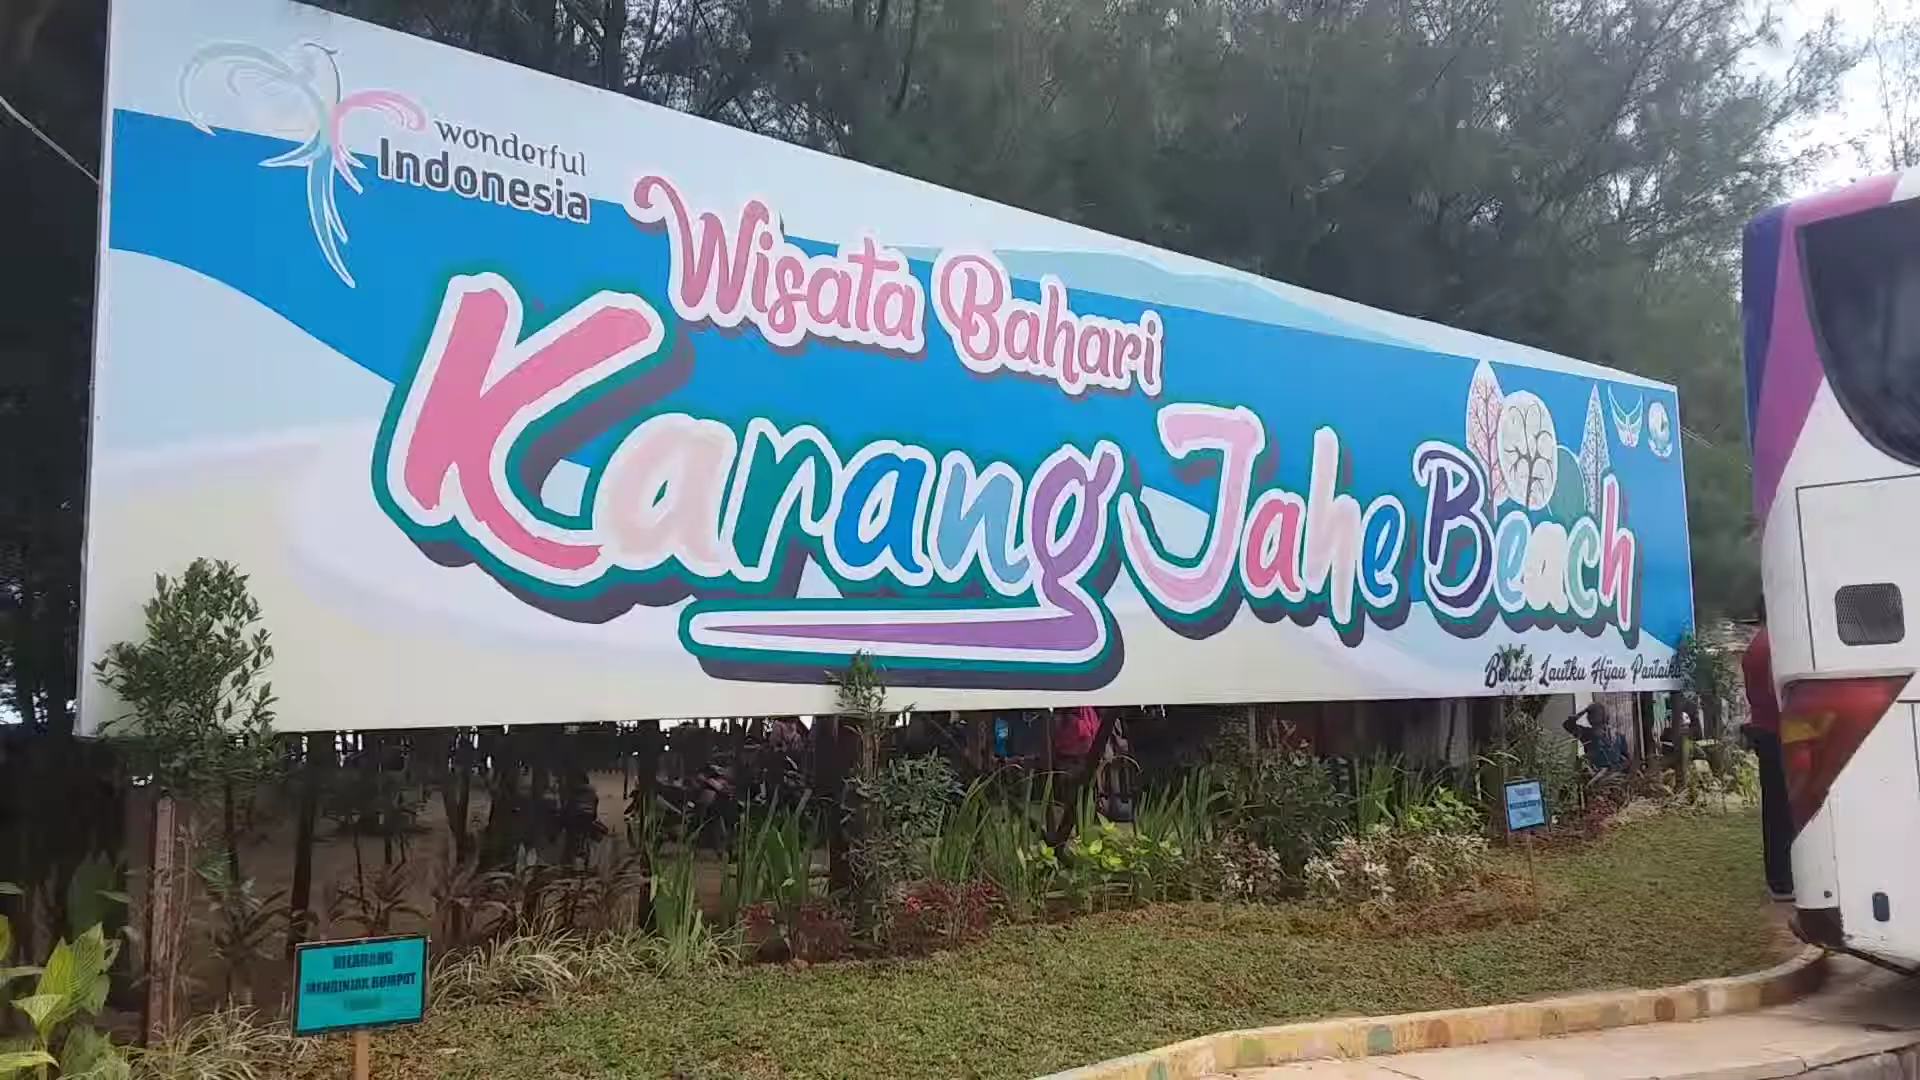 wonderful
Indonesia
Wisata Bahari
Karang Jahe Beach
Bersih Lautku Hijau Pantaiku
DILARANG
MENGINJAK RUMPUT